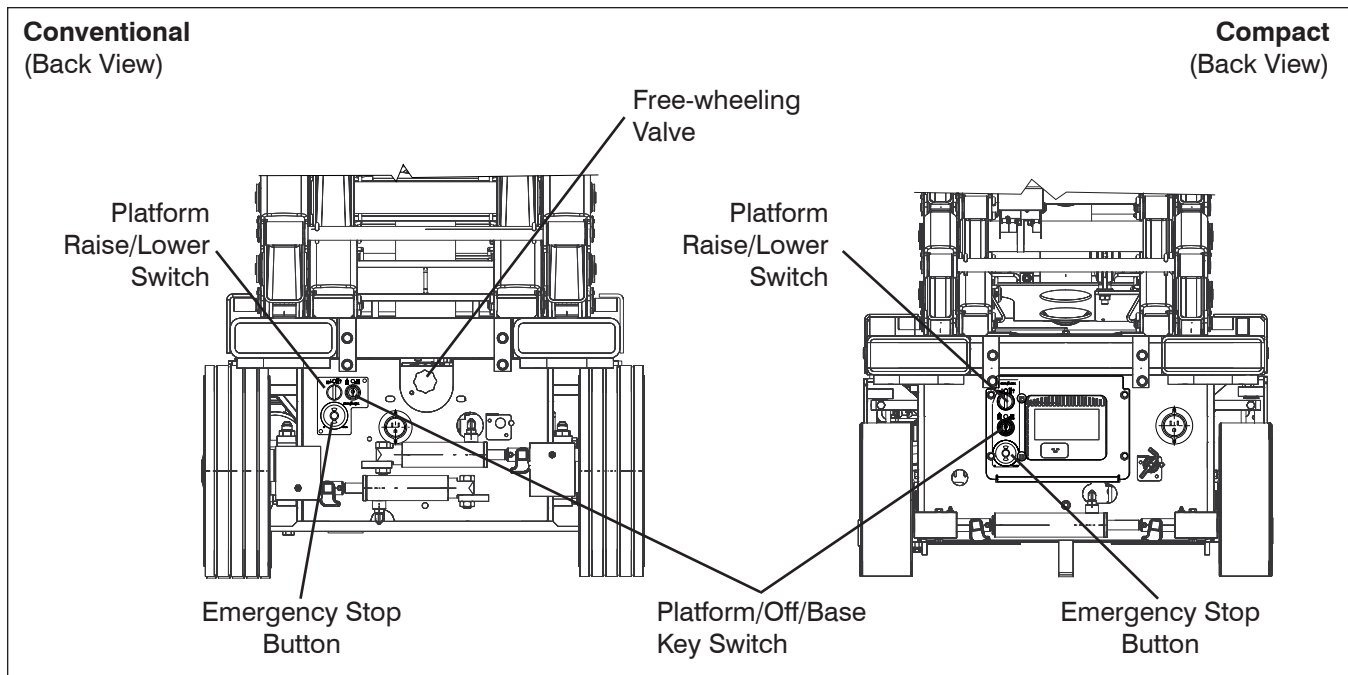 Conventional
(Back View)
Compact
(Back View)
Free-wheeling
Valve
Platform
Raise/Lower
Switch
Platform
Raise/Lower
Switch
Emergency Stop
Button
Platform/Off/Base
Key Switch
Emergency Stop
Button